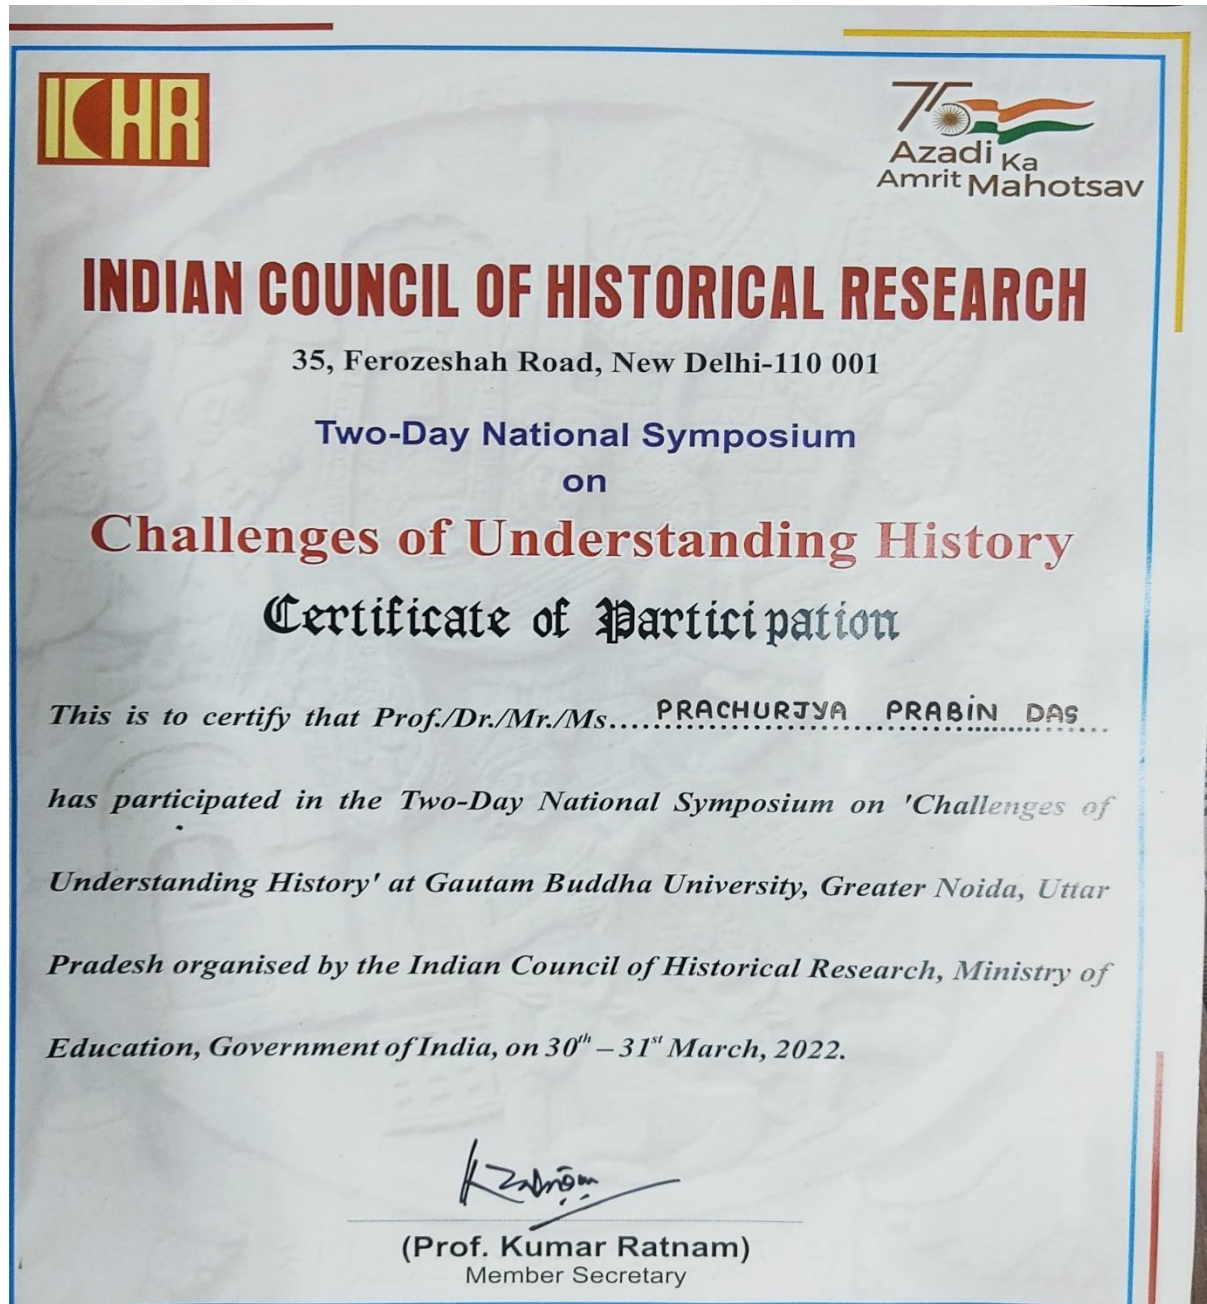 ICHR
75
Azadi Ka
Amrit Mahotsav
INDIAN COUNCIL OF HISTORICAL RESEARCH
35, Ferozeshah Road, New Delhi-110 001
Two-Day National Symposium
on
Challenges of Understanding History
Certificate of Participation
This is to certify that Prof./Dr./Mr./Ms....PRACHURJYA PRABIN DAS...
has participated in the Two-Day National Symposium on 'Challenges of
Understanding History' at Gautam Buddha University, Greater Noida, Uttar
Pradesh organised by the Indian Council of Historical Research, Ministry of
Education, Government of India, on 30th – 31st March, 2022.
(Prof. Kumar Ratnam)
Member Secretary